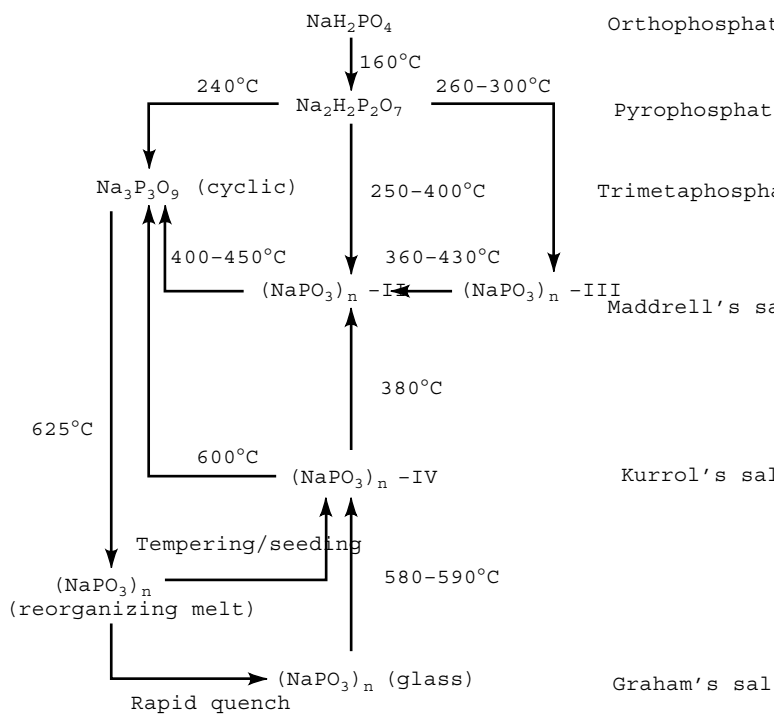 NaH₂PO₄ Orthophosphat
160°C
240°C 260–300°C
Na₂H₂P₂O₇ Pyrophosphat
Na₃P₃O₉ (cyclic) 250–400°C Trimetaphospha
400–450°C 360–430°C
(NaPO₃)ₙ –II (NaPO₃)ₙ –III Maddrell's sa
380°C
625°C
600°C
(NaPO₃)ₙ –IV Kurrol's sal
Tempering/seeding
580–590°C
(NaPO₃)ₙ
(reorganizing melt)
(NaPO₃)ₙ (glass) Graham's sal
Rapid quench